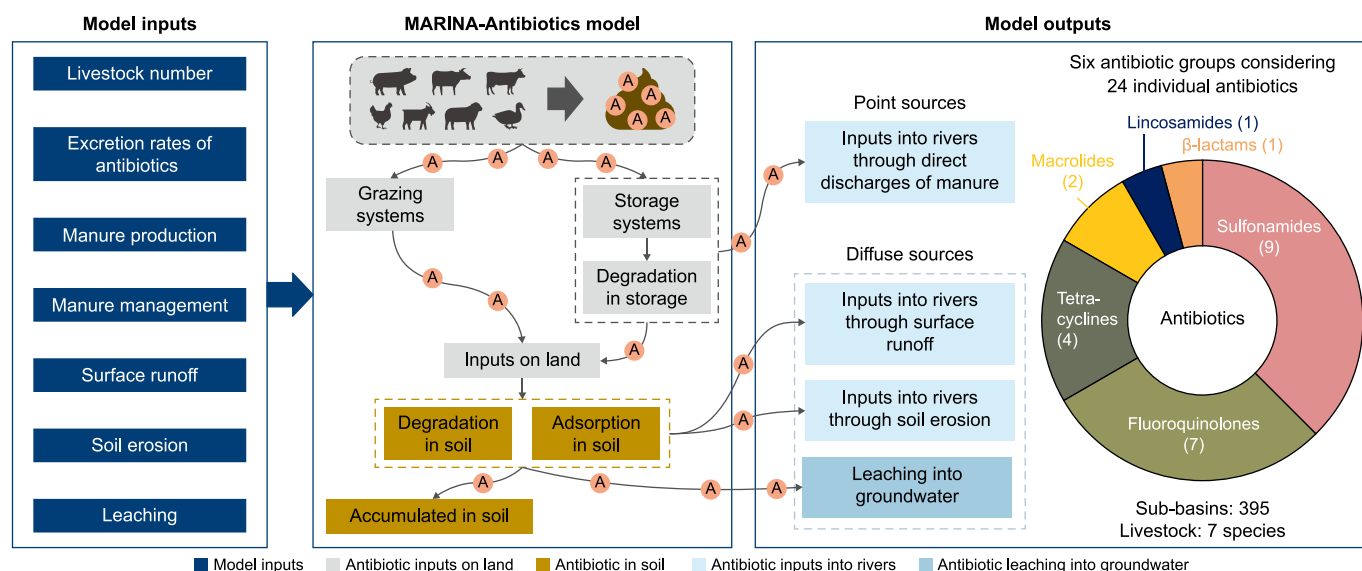 Model inputs
Livestock number
Excretion rates of
antibiotics
Manure production
Manure management
Surface runoff
Soil erosion
Leaching
MARINA-Antibiotics model
A
A
A
A
A
A
A
A
A
Grazing
systems
Storage
systems
Degradation
in storage
A
A
A
A
A
Inputs on land
Degradation
in soil
Adsorption
in soil
A
A
A
A
A
A
Accumulated in soil
Model outputs
Point sources
Inputs into rivers
through direct
discharges of manure
Diffuse sources
Inputs into rivers
through surface
runoff
Inputs into rivers
through soil erosion
Leaching into
groundwater
Six antibiotic groups considering
24 individual antibiotics
Lincosamides (1)
β-lactams (1)
Macrolides
(2)
Sulfonamides
(9)
Tetra-
cyclines
(4)
Antibiotics
Fluoroquinolones
(7)
Sub-basins: 395
Livestock: 7 species
Model inputs
Antibiotic inputs on land
Antibiotic in soil
Antibiotic inputs into rivers
Antibiotic leaching into groundwater